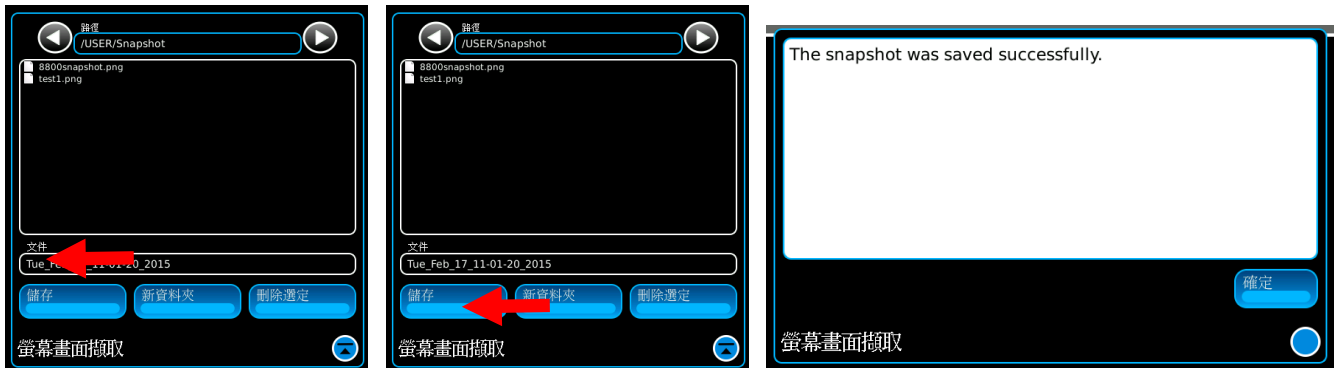 路徑
/USER/Snapshot
8800snapshot.png
test1.png
文件
Tue_Fe 11-01-20_2015
儲存
新資料夾
刪除選定
螢幕畫面擷取
路徑
/USER/Snapshot
8800snapshot.png
test1.png
文件
Tue_Feb_17_11-01-20_2015
儲存
新資料夾
刪除選定
螢幕畫面擷取
The snapshot was saved successfully.
確定
螢幕畫面擷取